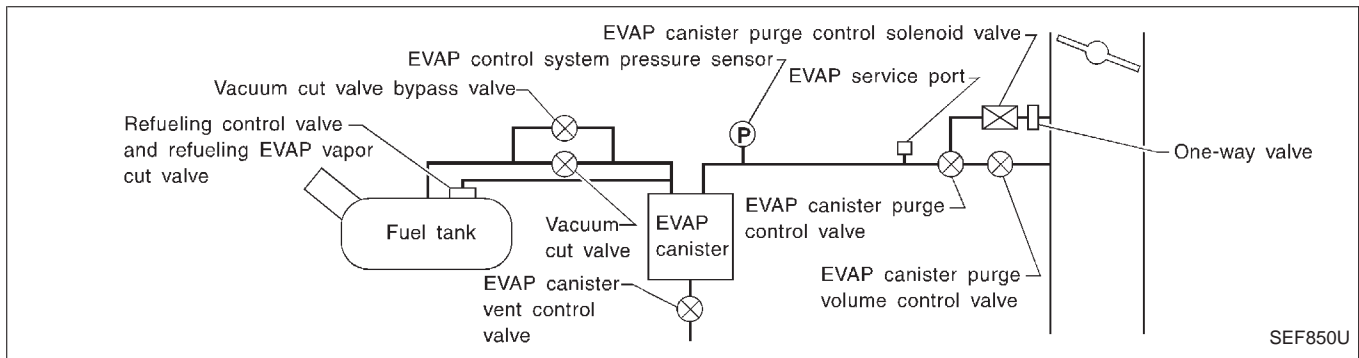 EVAP canister purge control solenoid valve
EVAP control system pressure sensor
EVAP service port
Vacuum cut valve bypass valve
Refueling control valve
and refueling EVAP vapor
cut valve
P
One-way valve
Fuel tank
Vacuum
cut valve
EVAP
canister
EVAP canister purge
control valve
EVAP canister
vent control
valve
EVAP canister purge
volume control valve
SEF850U